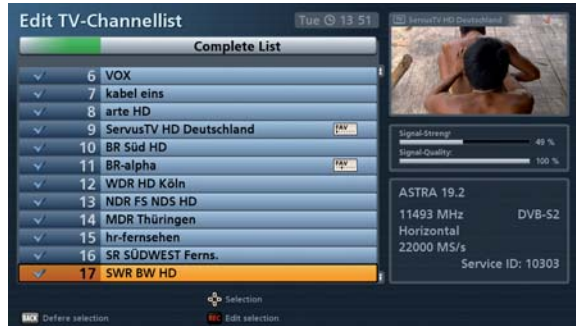 Edit TV-Channellist
Tue 13 51
ServusTV HD Deutschland
Complete List
6 VOX
7 kabel eins
8 arte HD
9 ServusTV HD Deutschland FAV
10 BR Süd HD
11 BR-alpha FAV
12 WDR HD Köln
13 NDR FS NDS HD
14 MDR Thüringen
15 hr-fernsehen
16 SR SÜDWEST Ferns.
17 SWR BW HD
Signal-Streng
49 %
Signal-Quality:
100 %
ASTRA 19.2
11493 MHz DVB-S2
Horizontal
22000 MS/s
Service ID: 10303
Selection
BACK Defere selection
REC Edit selection